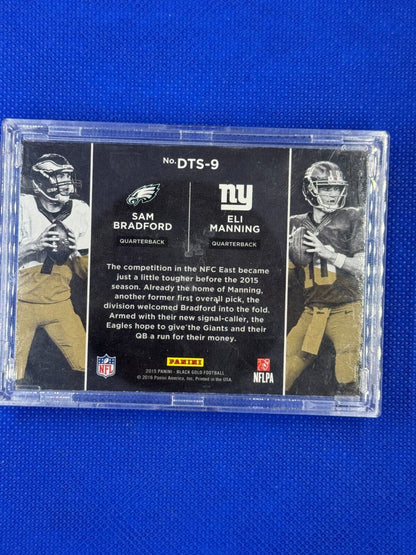 No. DTS-9
ny
SAM
BRADFORD
QUARTERBACK
ELI
MANNING
QUARTERBACK
The competition in the NFC East became
just a little tougher before the 2015
season. Already the home of Manning,
another former first overall pick, the
division welcomed Bradford into the fold.
Armed with their new signal-caller, the
Eagles hope to give the Giants and their
QB a run for their money.
10
NFL
PANINI
NFLPA
2015 PANINI - BLACK GOLD FOOTBALL
© 2016 Panini America, Inc. Printed in the USA.